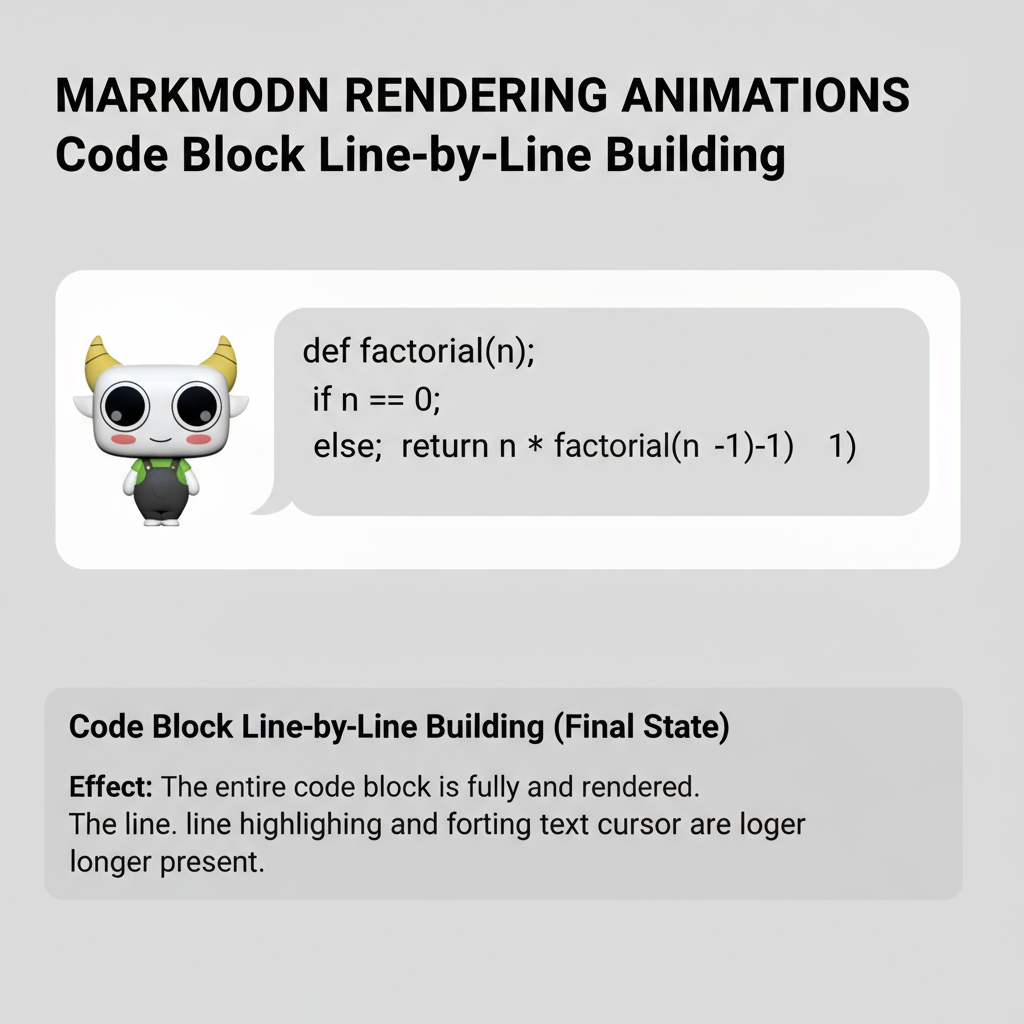 MARKMODN RENDERING ANIMATIONS
Code Block Line-by-Line Building
def factorial(n);
if n == 0;
else; return n * factorial(n -1)-1) 1)
Code Block Line-by-Line Building (Final State)
Effect: The entire code block is fully and rendered.
The line. line highlighing and forting text cursor are loger
longer present.